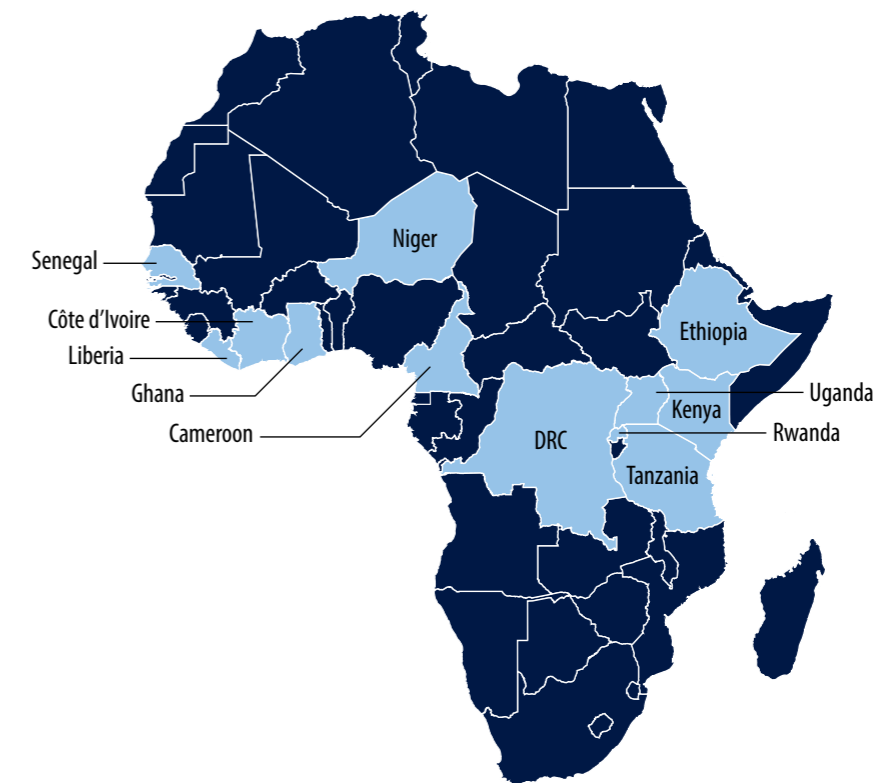 Niger
Senegal
Côte d’Ivoire
Ethiopia
Liberia
Ghana
Uganda
Kenya
Cameroon
Rwanda
DRC
Tanzania